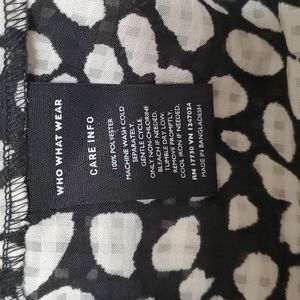 WHO WHAT WEAR
CARE INFO
100% POLYESTER
MACHINE WASH COLD
SEPARATELY.
GENTLE CYCLE.
ONLY NON-CHLORINE
BLEACH IF NEEDED.
TUMBLE DRY LOW.
REMOVE PROMPTLY.
COOL IRON IF NEEDED.
RN 17730 VN 1247024
MADE IN BANGLADESH